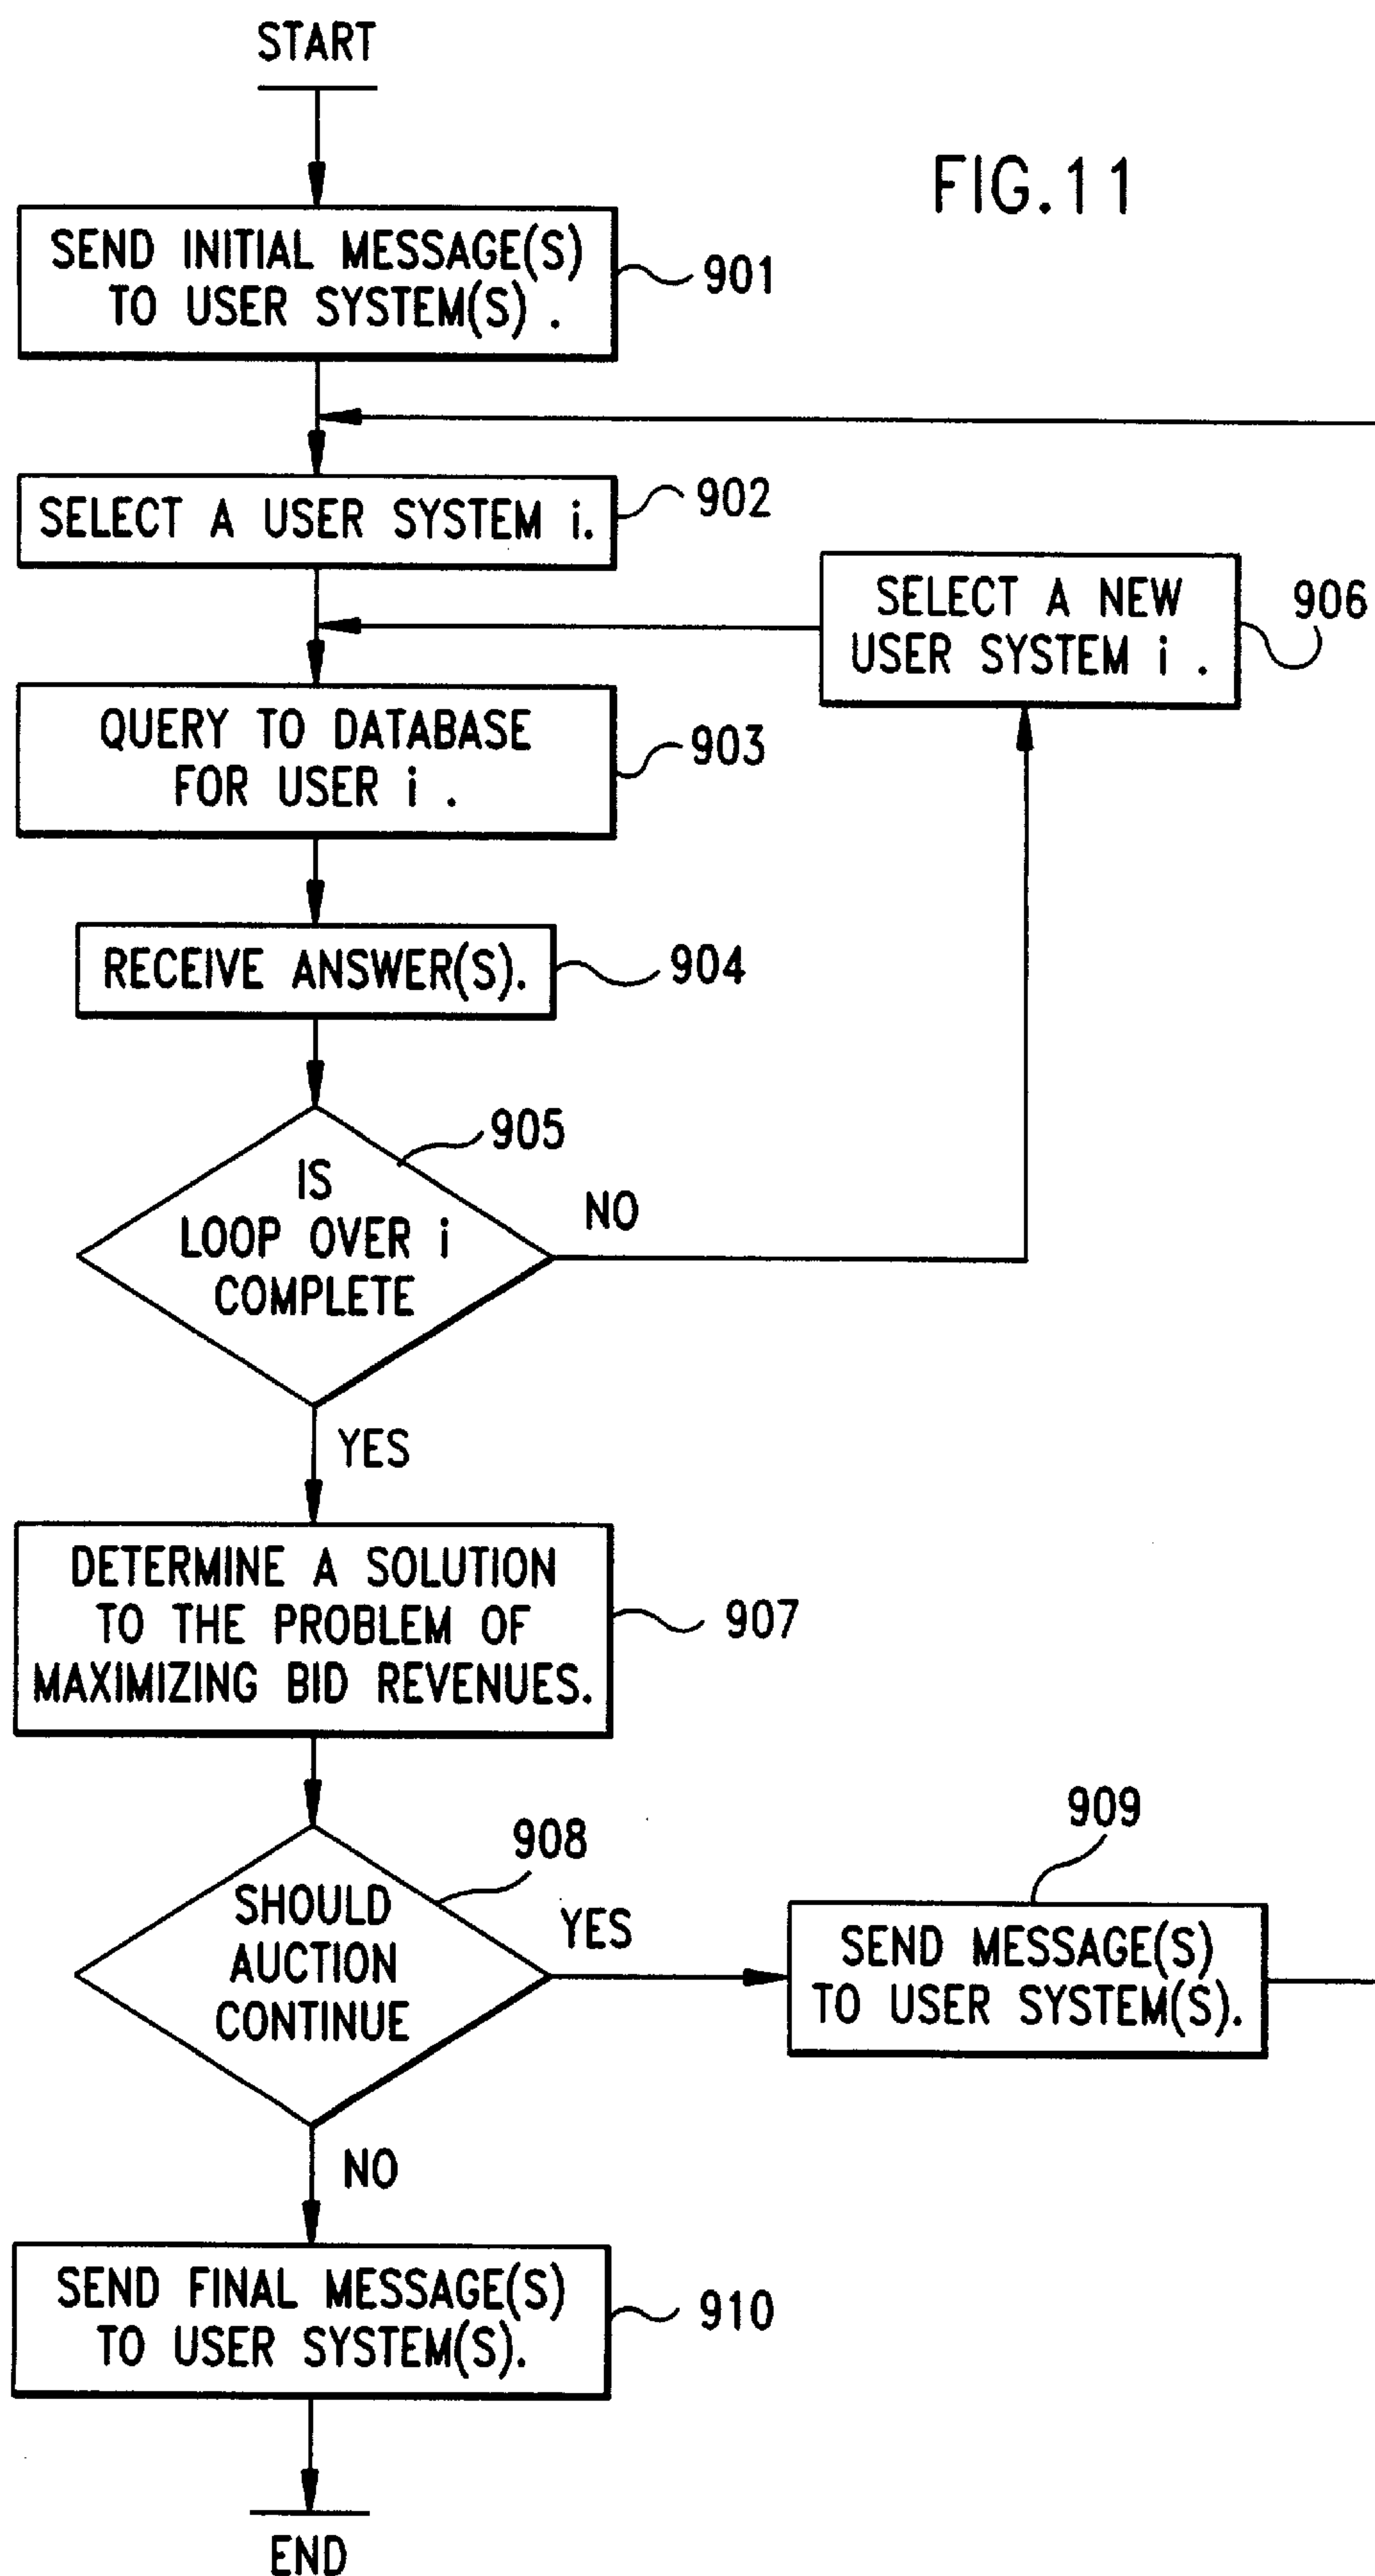 START
FIG.11
SEND INITIAL MESSAGE(S)
TO USER SYSTEM(S) .
901
SELECT A USER SYSTEM i.
902
SELECT A NEW
USER SYSTEM i .
906
QUERY TO DATABASE
FOR USER i .
903
RECEIVE ANSWER(S).
904
905
IS
LOOP OVER i
COMPLETE
NO
YES
DETERMINE A SOLUTION
TO THE PROBLEM OF
MAXIMIZING BID REVENUES.
907
908
SHOULD
AUCTION
CONTINUE
YES
909
SEND MESSAGE(S)
TO USER SYSTEM(S).
NO
SEND FINAL MESSAGE(S)
TO USER SYSTEM(S).
910
END